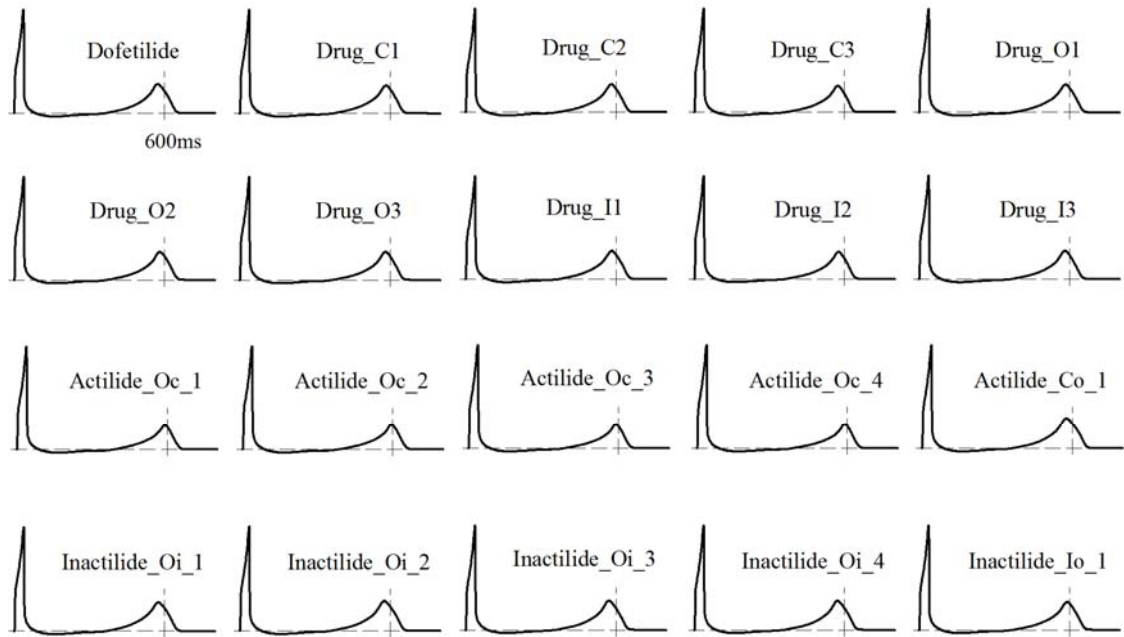 Dofetilide
Drug_C1
Drug_C2
Drug_C3
Drug_O1
600ms
Drug_O2
Drug_O3
Drug_I1
Drug_I2
Drug_I3
Actilide_Oc_1
Actilide_Oc_2
Actilide_Oc_3
Actilide_Oc_4
Actilide_Co_1
Inactilide_Oi_1
Inactilide_Oi_2
Inactilide_Oi_3
Inactilide_Oi_4
Inactilide_Io_1